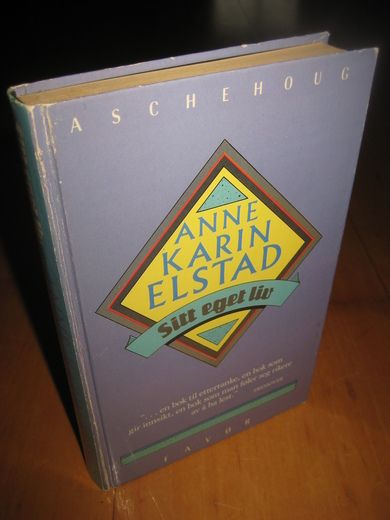 ASCHEHOUG
ANNE
KARIN
ELSTAD
Sitt eget liv
". . . en bok til ettertanke, en bok som
gir innsikt, en bok som man føler seg rikere
av å ha lest.
FAVØR